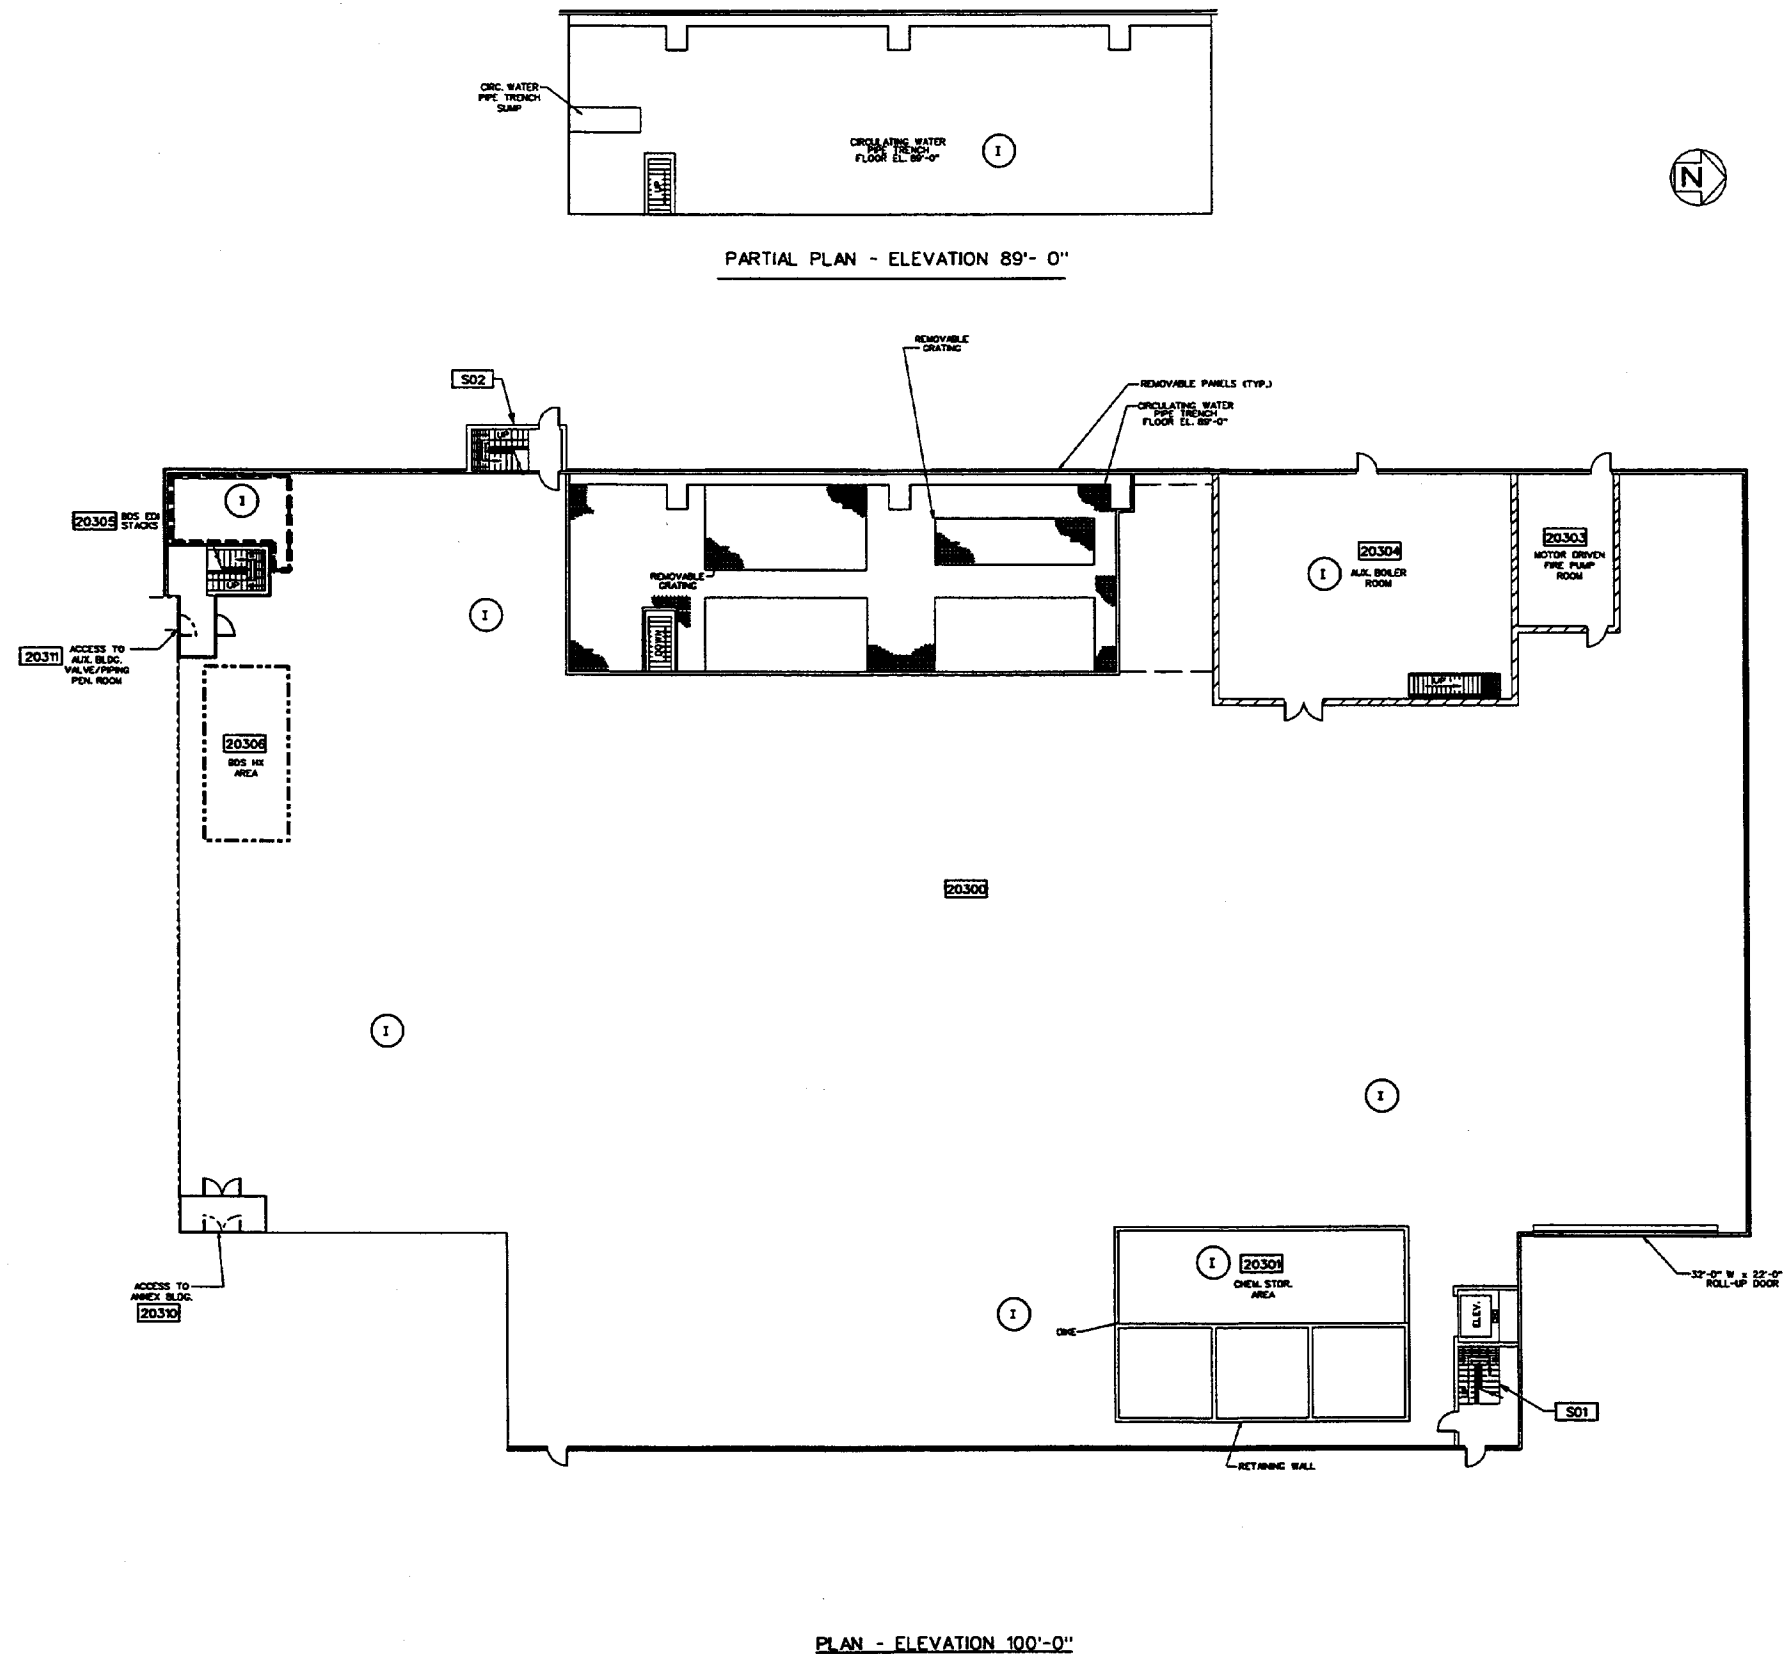 CIRC. WATER
PIPE TRENCH
SUMP
CIRCULATING WATER
PIPE TRENCH
FLOOR EL. 89'-0"
I
UP
N
PARTIAL PLAN - ELEVATION 89'- 0"
REMOVABLE
GRATING
S02
REMOVABLE PANELS (TYP.)
CIRCULATING WATER
PIPE TRENCH
FLOOR EL. 89'-0"
UP
I
20305 BDS EDI
STACKS
20303
MOTOR DRIVEN
FIRE PUMP
ROOM
20304
AUX. BOILER
ROOM
I
REMOVABLE
GRATING
UP
I
DOWN
20311 ACCESS TO
AUX. BLDG.
VALVE/PIPING
PEN. ROOM
UP
20306
BDS HX
AREA
20300
I
I
I
20301
CHEM. STOR.
AREA
32'-0" W x 22'-0"
ROLL-UP DOOR
ACCESS TO
ANNEX BLDG.
20310
I
ELEV.
DIKE
UP
S01
RETAINING WALL
PLAN - ELEVATION 100'-0"